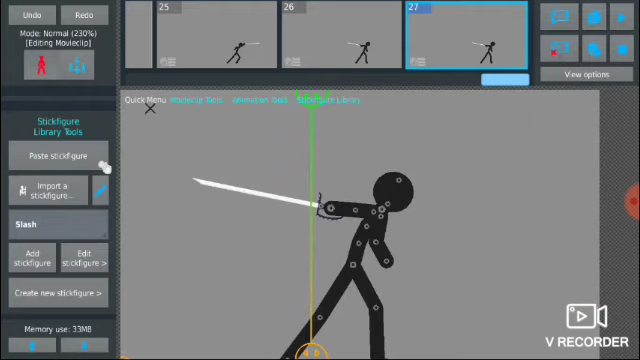 Undo Redo
Mode: Normal (230%)
[Editing Movieclip]
25 26 27
View options
Quick Menu Movieclip Tools Animation Tools Stickfigure Library
Stickfigure
Library Tools
Paste stickfigure
Import a
stickfigure...
Slash
Add
stickfigure
Edit
stickfigure >
Create new stickfigure >
Memory use: 33MB
V RECORDER